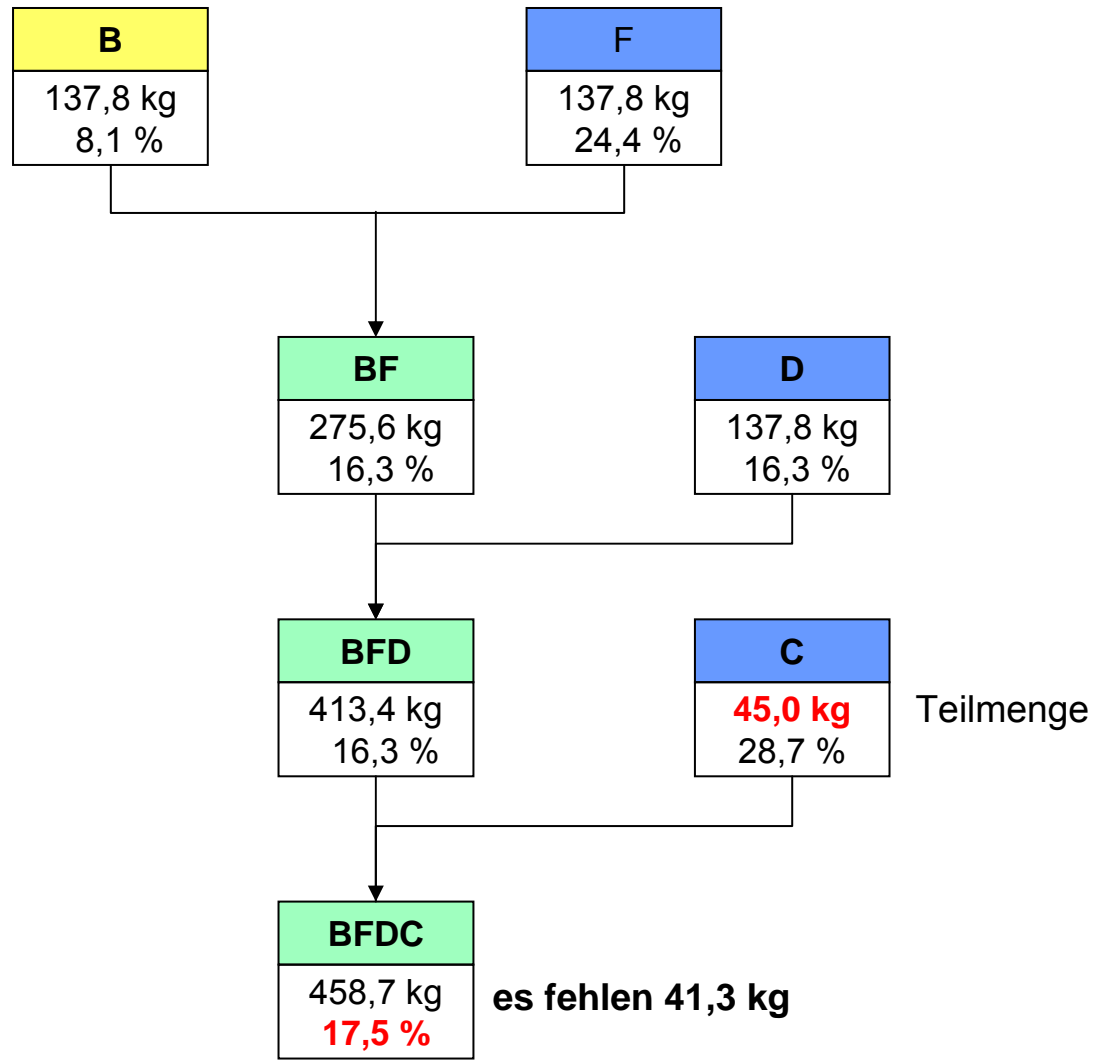 B
137,8 kg
8,1 %
F
137,8 kg
24,4 %
BF
275,6 kg
16,3 %
D
137,8 kg
16,3 %
BFD
413,4 kg
16,3 %
C
45,0 kg
28,7 %
Teilmenge
BFDC
458,7 kg
17,5 %
es fehlen 41,3 kg